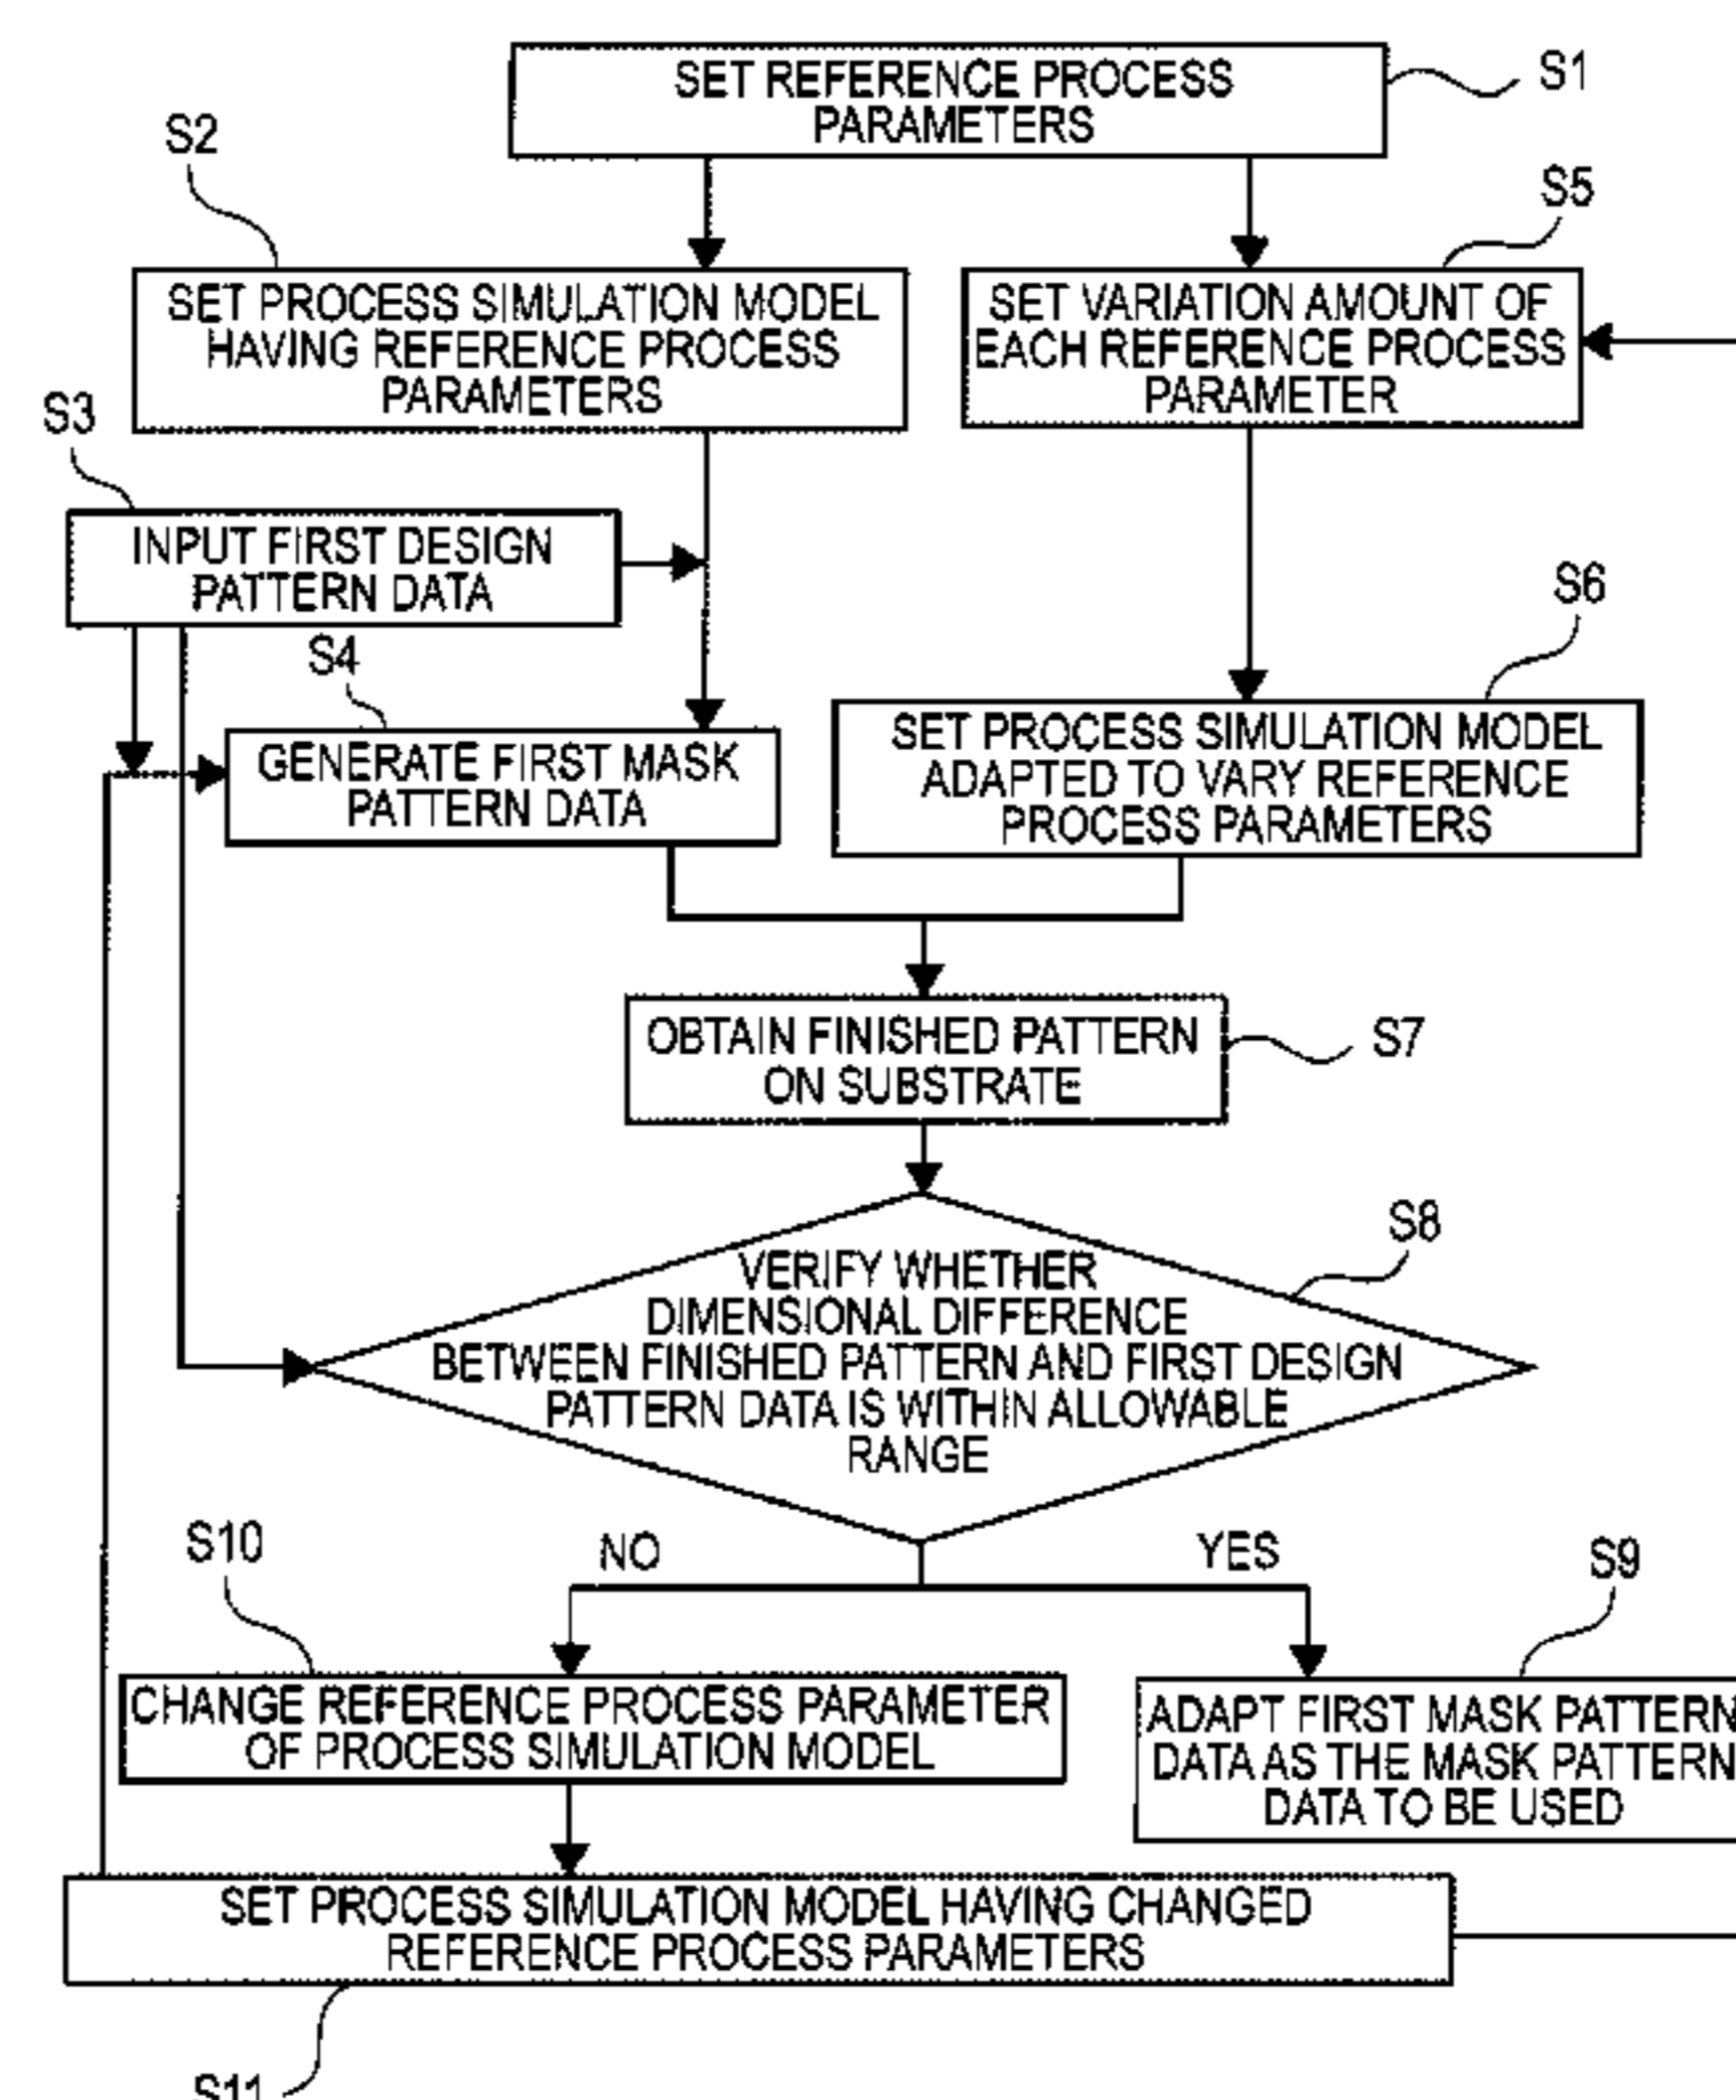 SET REFERENCE PROCESS
PARAMETERS
S1
S2
S5
SET PROCESS SIMULATION MODEL
HAVING REFERENCE PROCESS
PARAMETERS
SET VARIATION AMOUNT OF
EACH REFERENCE PROCESS
PARAMETER
S3
INPUT FIRST DESIGN
PATTERN DATA
S6
S4
GENERATE FIRST MASK
PATTERN DATA
SET PROCESS SIMULATION MODEL
ADAPTED TO VARY REFERENCE
PROCESS PARAMETERS
OBTAIN FINISHED PATTERN
ON SUBSTRATE
S7
S8
VERIFY WHETHER
DIMENSIONAL DIFFERENCE
BETWEEN FINISHED PATTERN AND FIRST DESIGN
PATTERN DATA IS WITHIN ALLOWABLE
RANGE
S10
NO
YES
S9
CHANGE REFERENCE PROCESS PARAMETER
OF PROCESS SIMULATION MODEL
ADAPT FIRST MASK PATTERN
DATA AS THE MASK PATTERN
DATA TO BE USED
SET PROCESS SIMULATION MODEL HAVING CHANGED
REFERENCE PROCESS PARAMETERS
S11